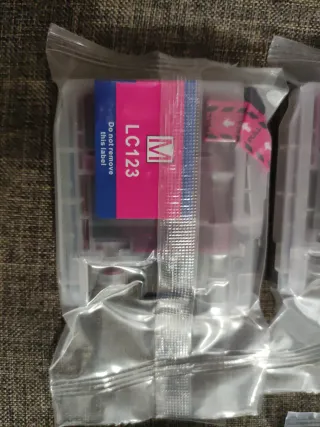 M
LC123
Do not remove
this label